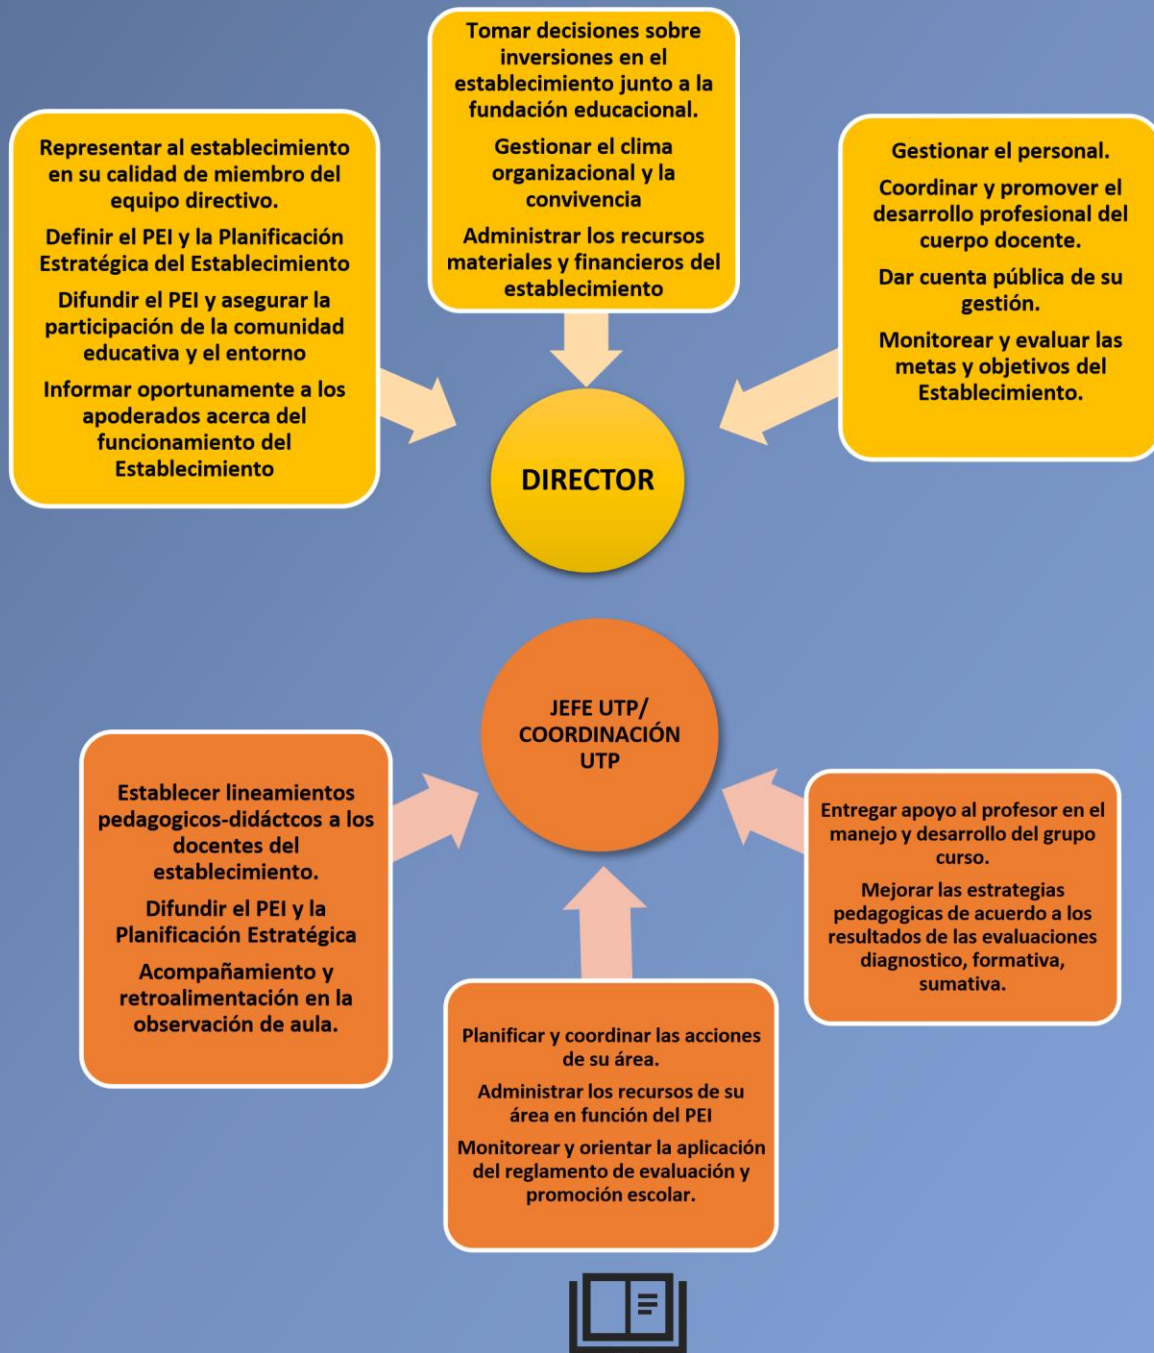 Tomar decisiones sobre
inversiones en el
establecimiento junto a la
fundación educacional.
Gestionar el clima
organizacional y la
convivencia
Administrar los recursos
materiales y financieros del
establecimiento
Representar al establecimiento
en su calidad de miembro del
equipo directivo.
Definir el PEI y la Planificación
Estratégica del Establecimiento
Difundir el PEI y asegurar la
participación de la comunidad
educativa y el entorno
Informar oportunamente a los
apoderados acerca del
funcionamiento del
Establecimiento
Gestionar el personal.
Coordinar y promover el
desarrollo profesional del
cuerpo docente.
Dar cuenta pública de su
gestión.
Monitorear y evaluar las
metas y objetivos del
Establecimiento.
DIRECTOR
JEFE UTP/
COORDINACIÓN
UTP
Establecer lineamientos
pedagogicos-didáctcos a los
docentes del
establecimiento.
Difundir el PEI y la
Planificación Estratégica
Acompañamiento y
retroalimentación en la
observación de aula.
Entregar apoyo al profesor en el
manejo y desarrollo del grupo
curso.
Mejorar las estrategias
pedagogicas de acuerdo a los
resultados de las evaluaciones
diagnostico, formativa,
sumativa.
Planificar y coordinar las acciones
de su área.
Administrar los recursos de su
área en función del PEI
Monitorear y orientar la aplicación
del reglamento de evaluación y
promoción escolar.